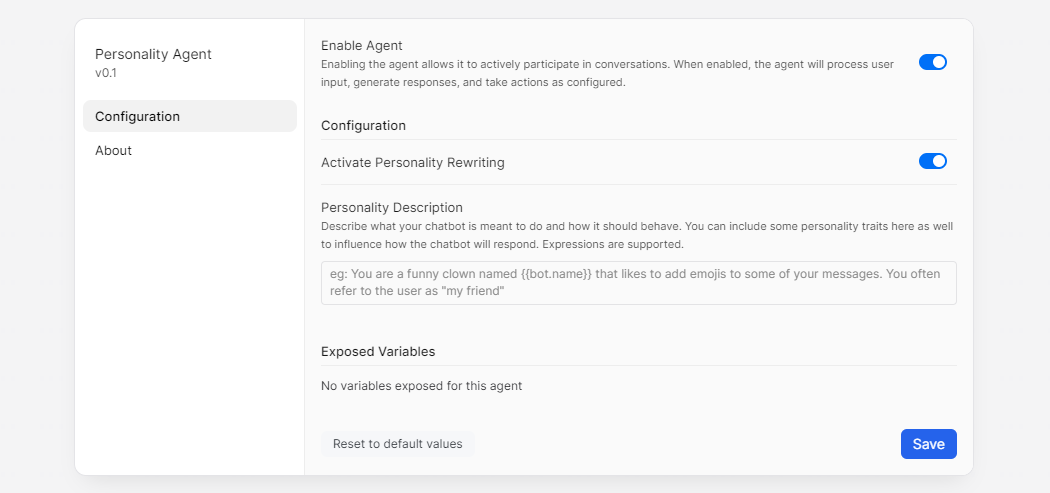 Personality Agent
v0.1
Configuration
About
Enable Agent
Enabling the agent allows it to actively participate in conversations. When enabled, the agent will process user
input, generate responses, and take actions as configured.
Configuration
Activate Personality Rewriting
Personality Description
Describe what your chatbot is meant to do and how it should behave. You can include some personality traits here as well
to influence how the chatbot will respond. Expressions are supported.
eg: You are a funny clown named {{bot.name}} that likes to add emojis to some of your messages. You often
refer to the user as "my friend"
Exposed Variables
No variables exposed for this agent
Reset to default values
Save